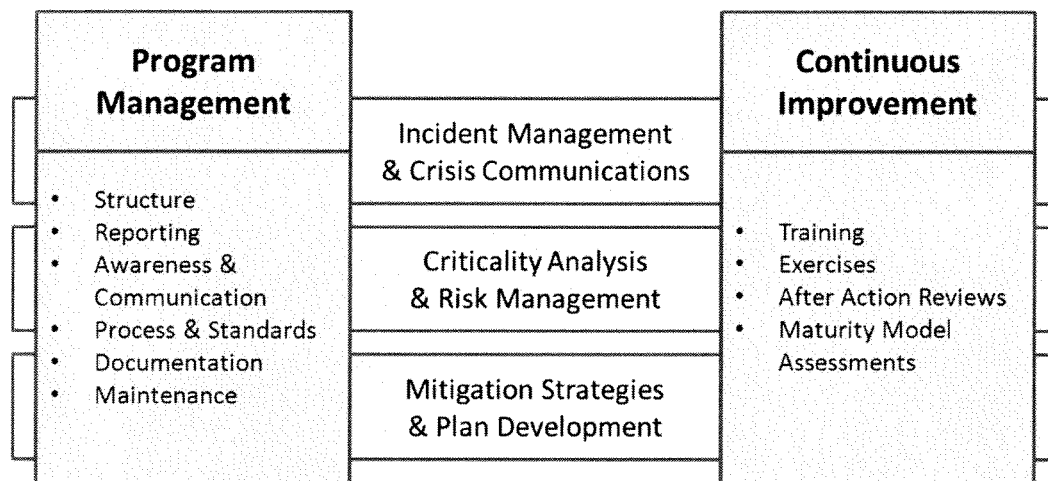 Program
Management
• Structure
• Reporting
• Awareness &
Communication
• Process & Standards
• Documentation
• Maintenance
Incident Management
& Crisis Communications
Criticality Analysis
& Risk Management
Mitigation Strategies
& Plan Development
Continuous
Improvement
• Training
• Exercises
• After Action Reviews
• Maturity Model
Assessments